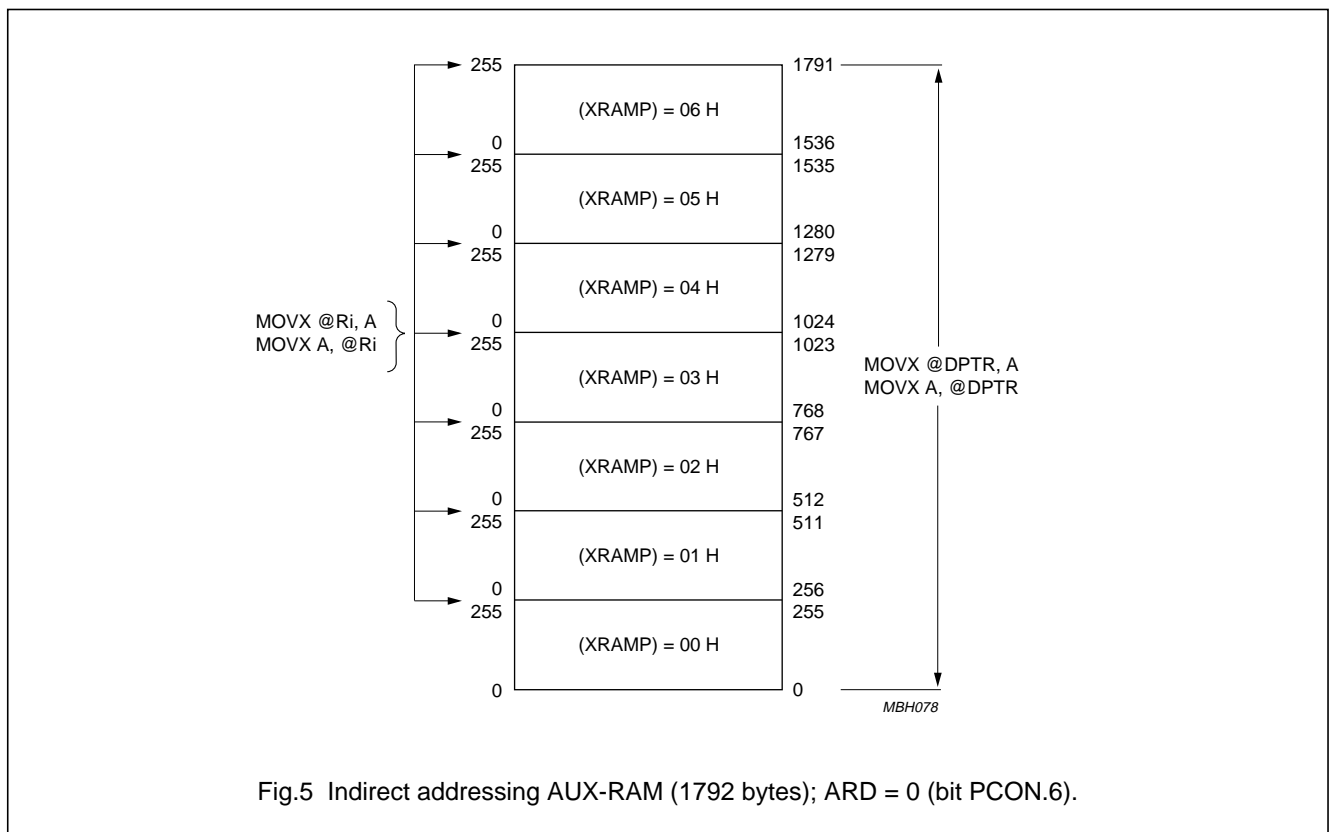 255
1791
(XRAMP) = 06 H
0
1536
255
1535
(XRAMP) = 05 H
0
1280
255
1279
(XRAMP) = 04 H
MOVX @Ri, A
MOVX A, @Ri
0
1024
255
1023
(XRAMP) = 03 H
MOVX @DPTR, A
MOVX A, @DPTR
0
768
255
767
(XRAMP) = 02 H
0
512
255
511
(XRAMP) = 01 H
0
256
255
255
(XRAMP) = 00 H
0
0
MBH078
Fig.5 Indirect addressing AUX-RAM (1792 bytes); ARD = 0 (bit PCON.6).